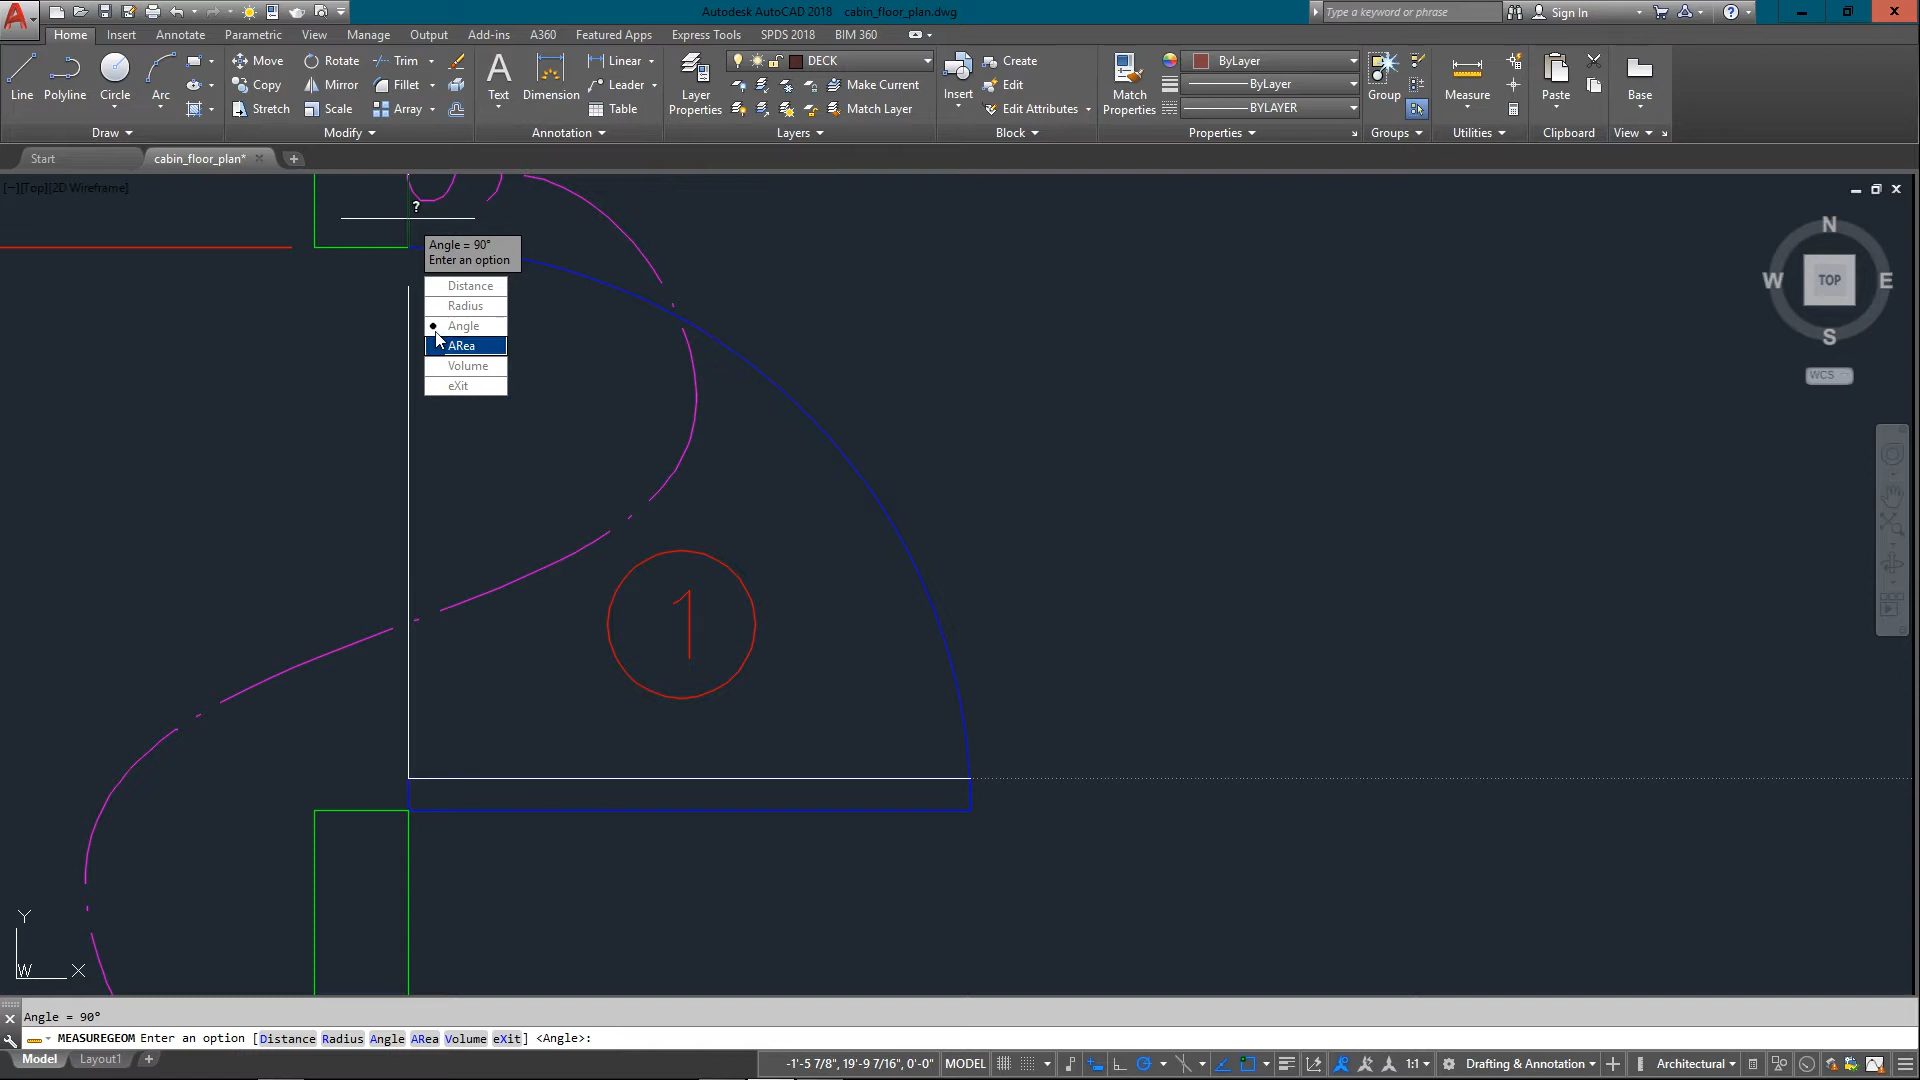 Autodesk AutoCAD 2018 cabin_floor_plan.dwg
Type a keyword or phrase
Sign In
Home Insert Annotate Parametric View Manage Output Add-ins A360 Featured Apps Express Tools SPDS 2018 BIM 360
Line Polyline Circle Arc
Move Rotate Trim
Copy Mirror Fillet
Stretch Scale Array
Text Dimension
Linear
Leader
Table
Layer Properties
DECK
Make Current
Match Layer
Insert
Create
Edit
Edit Attributes
Match Properties
ByLayer
ByLayer
BYLAYER
Group
Measure
Paste
Base
Draw Modify Annotation Layers Block Properties Groups Utilities Clipboard View
Start cabin_floor_plan*
[−][Top][2D Wireframe]
?
Angle = 90°
Enter an option
Distance
Radius
Angle
ARea
Volume
eXit
N
W TOP E
S
WCS
1
Y
W X
Angle = 90°
MEASUREGEOM Enter an option [Distance Radius Angle ARea Volume eXit] <Angle>:
Model Layout1
-1'-5 7/8", 19'-9 7/16", 0'-0" MODEL 1:1 Drafting & Annotation Architectural